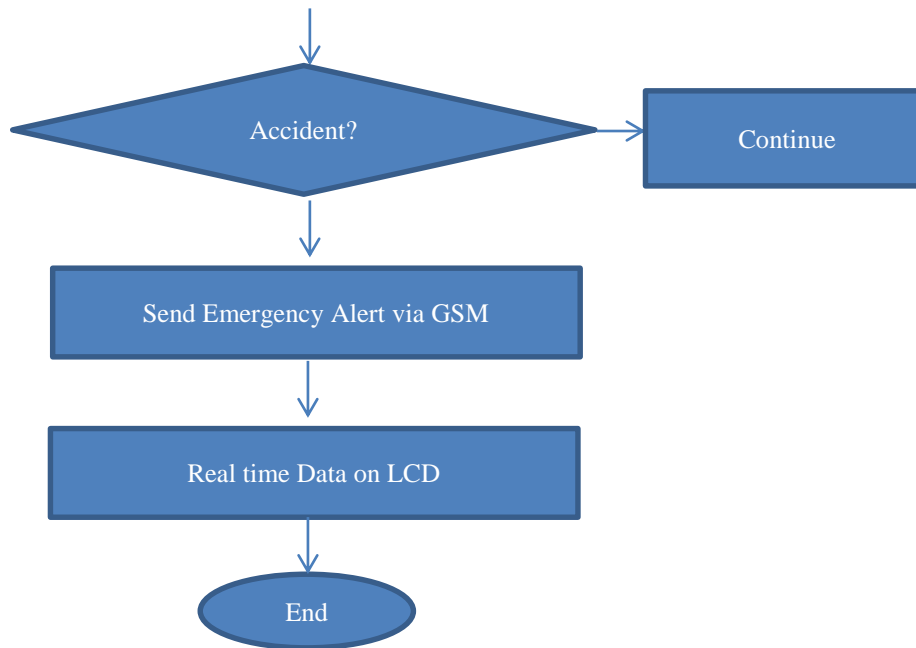 Accident?
Continue
Send Emergency Alert via GSM
Real time Data on LCD
End